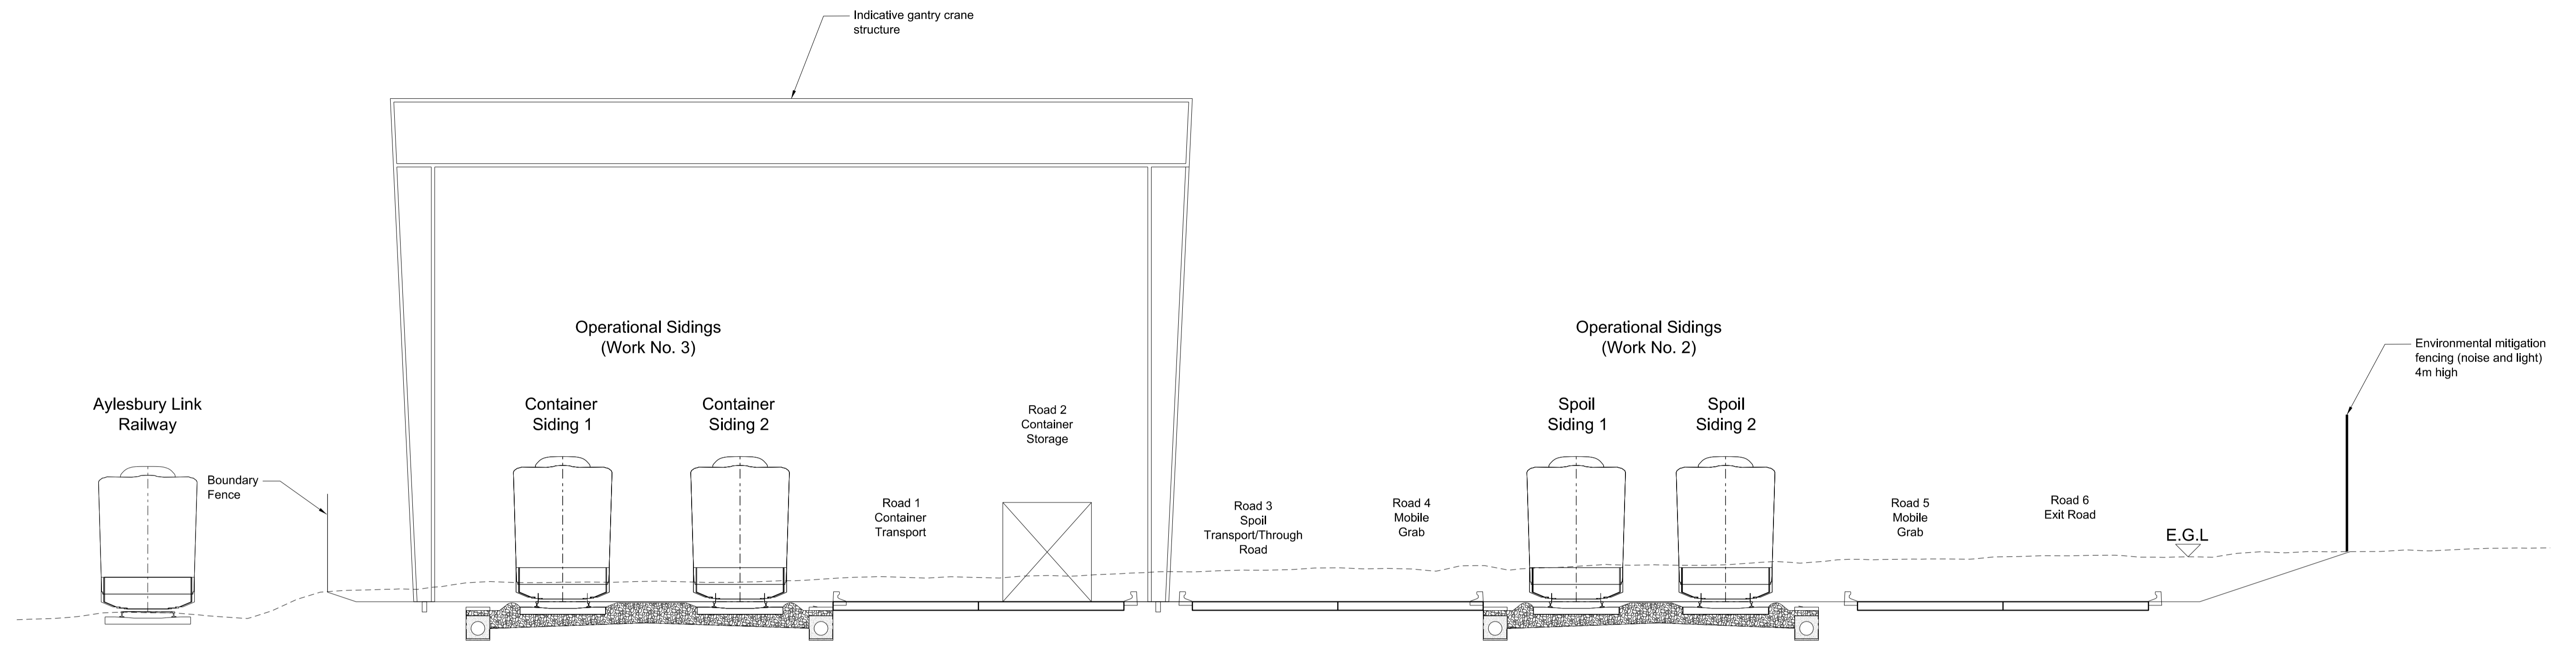 Indicative gantry crane
structure
Operational Sidings
(Work No. 3)
Operational Sidings
(Work No. 2)
Environmental mitigation
fencing (noise and light)
4m high
Aylesbury Link
Railway
Container
Siding 1
Container
Siding 2
Road 2
Container
Storage
Spoil
Siding 1
Spoil
Siding 2
Boundary
Fence
Road 1
Container
Transport
Road 3
Spoil
Transport/Through
Road
Road 4
Mobile
Grab
Road 5
Mobile
Grab
Road 6
Exit Road
E.G.L